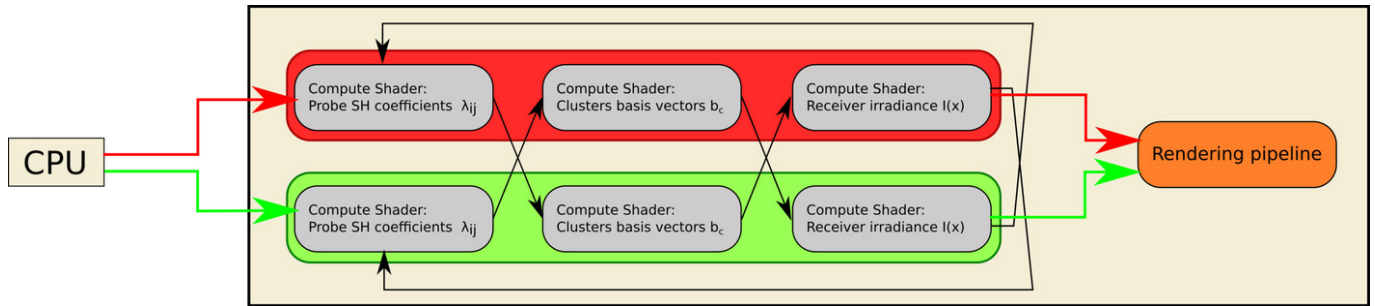 CPU
Compute Shader:
Probe SH coefficients λij
Compute Shader:
Clusters basis vectors bc
Compute Shader:
Receiver irradiance I(x)
Compute Shader:
Probe SH coefficients λij
Compute Shader:
Clusters basis vectors bc
Compute Shader:
Receiver irradiance I(x)
Rendering pipeline